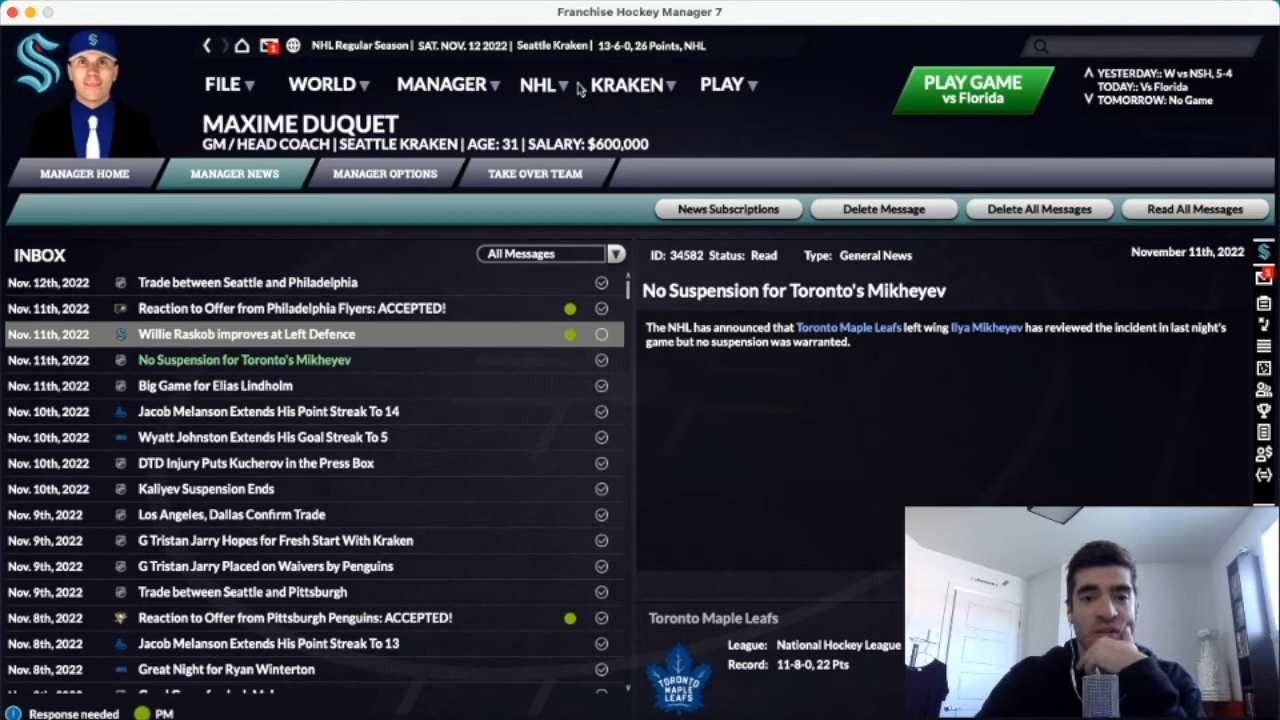 Franchise Hockey Manager 7
NHL Regular Season | SAT. NOV. 12 2022 | Seattle Kraken | 13-6-0, 26 Points, NHL
FILE WORLD MANAGER NHL KRAKEN PLAY
PLAY GAME
vs Florida
YESTERDAY:: W vs NSH, 5-4
TODAY:: Vs Florida
TOMORROW: No Game
MAXIME DUQUET
GM / HEAD COACH | SEATTLE KRAKEN | AGE: 31 | SALARY: $600,000
MANAGER HOME MANAGER NEWS MANAGER OPTIONS TAKE OVER TEAM
News Subscriptions Delete Message Delete All Messages Read All Messages
INBOX All Messages
Nov. 12th, 2022 Trade between Seattle and Philadelphia
Nov. 11th, 2022 Reaction to Offer from Philadelphia Flyers: ACCEPTED!
Nov. 11th, 2022 Willie Raskob improves at Left Defence
Nov. 11th, 2022 No Suspension for Toronto's Mikheyev
Nov. 11th, 2022 Big Game for Elias Lindholm
Nov. 10th, 2022 Jacob Melanson Extends His Point Streak To 14
Nov. 10th, 2022 Wyatt Johnston Extends His Goal Streak To 5
Nov. 10th, 2022 DTD Injury Puts Kucherov in the Press Box
Nov. 10th, 2022 Kaliyev Suspension Ends
Nov. 9th, 2022 Los Angeles, Dallas Confirm Trade
Nov. 9th, 2022 G Tristan Jarry Hopes for Fresh Start With Kraken
Nov. 9th, 2022 G Tristan Jarry Placed on Waivers by Penguins
Nov. 9th, 2022 Trade between Seattle and Pittsburgh
Nov. 8th, 2022 Reaction to Offer from Pittsburgh Penguins: ACCEPTED!
Nov. 8th, 2022 Jacob Melanson Extends His Point Streak To 13
Nov. 8th, 2022 Great Night for Ryan Winterton
Response needed PM
ID: 34582 Status: Read Type: General News November 11th, 2022
No Suspension for Toronto's Mikheyev
The NHL has announced that Toronto Maple Leafs left wing Ilya Mikheyev has reviewed the incident in last night's
game but no suspension was warranted.
Toronto Maple Leafs
League: National Hockey League
Record: 11-8-0, 22 Pts
TORONTO
MAPLE
LEAFS